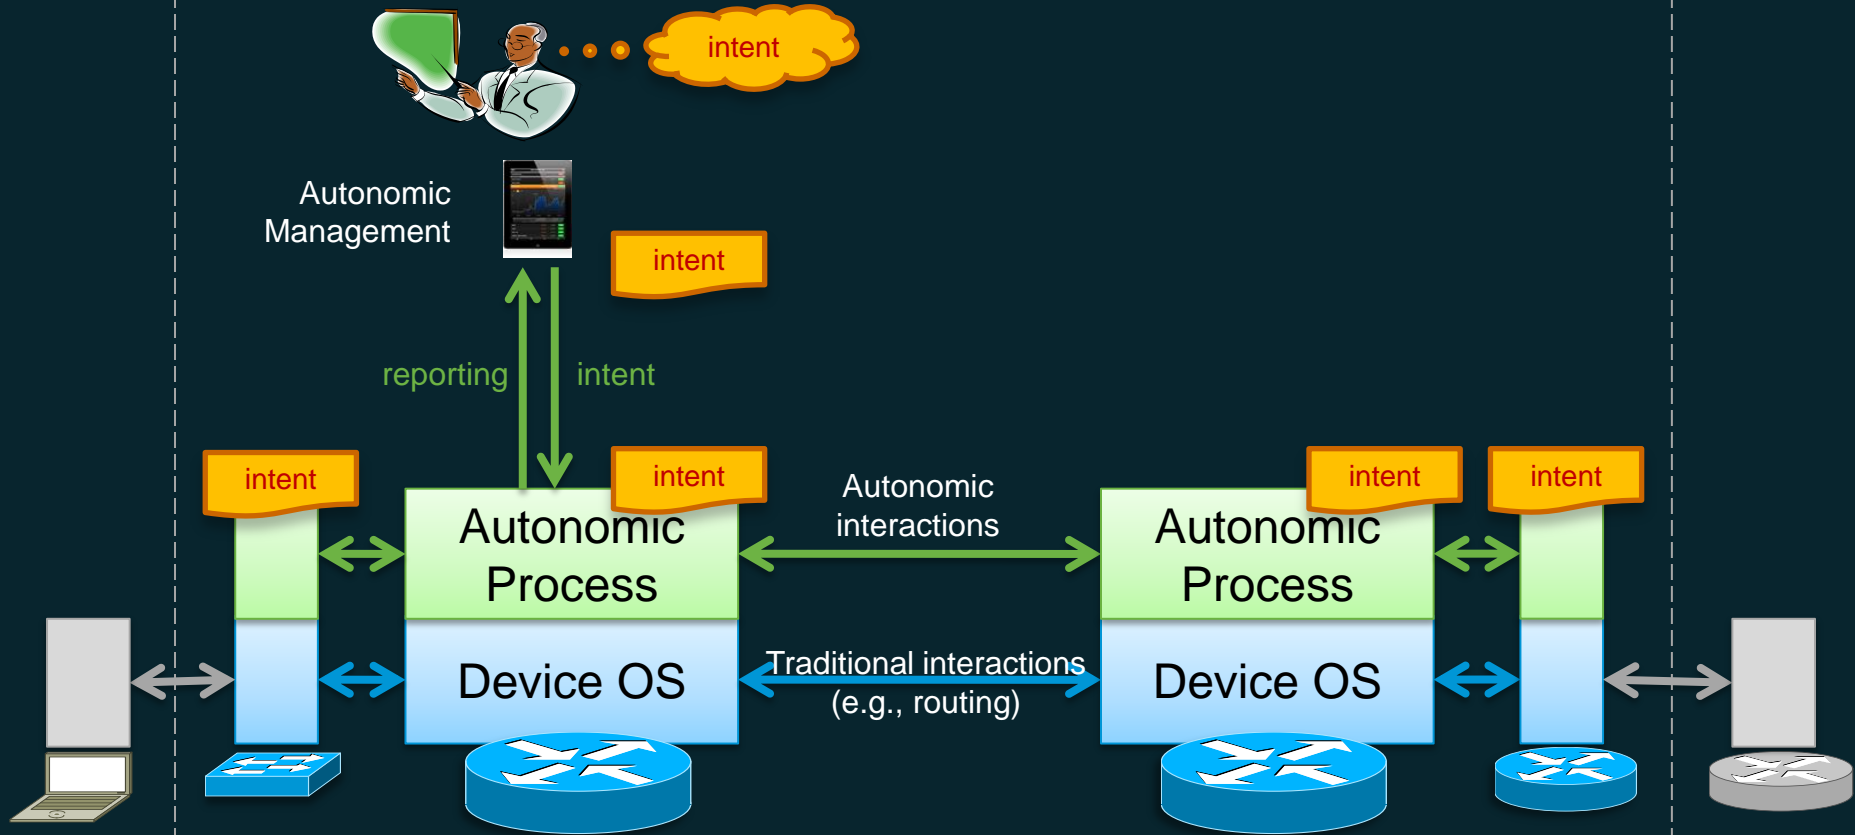 intent
Autonomic
Management
intent
reporting
intent
intent
intent
intent
intent
Autonomic
interactions
Autonomic
Process
Autonomic
Process
Traditional interactions
(e.g., routing)
Device OS
Device OS